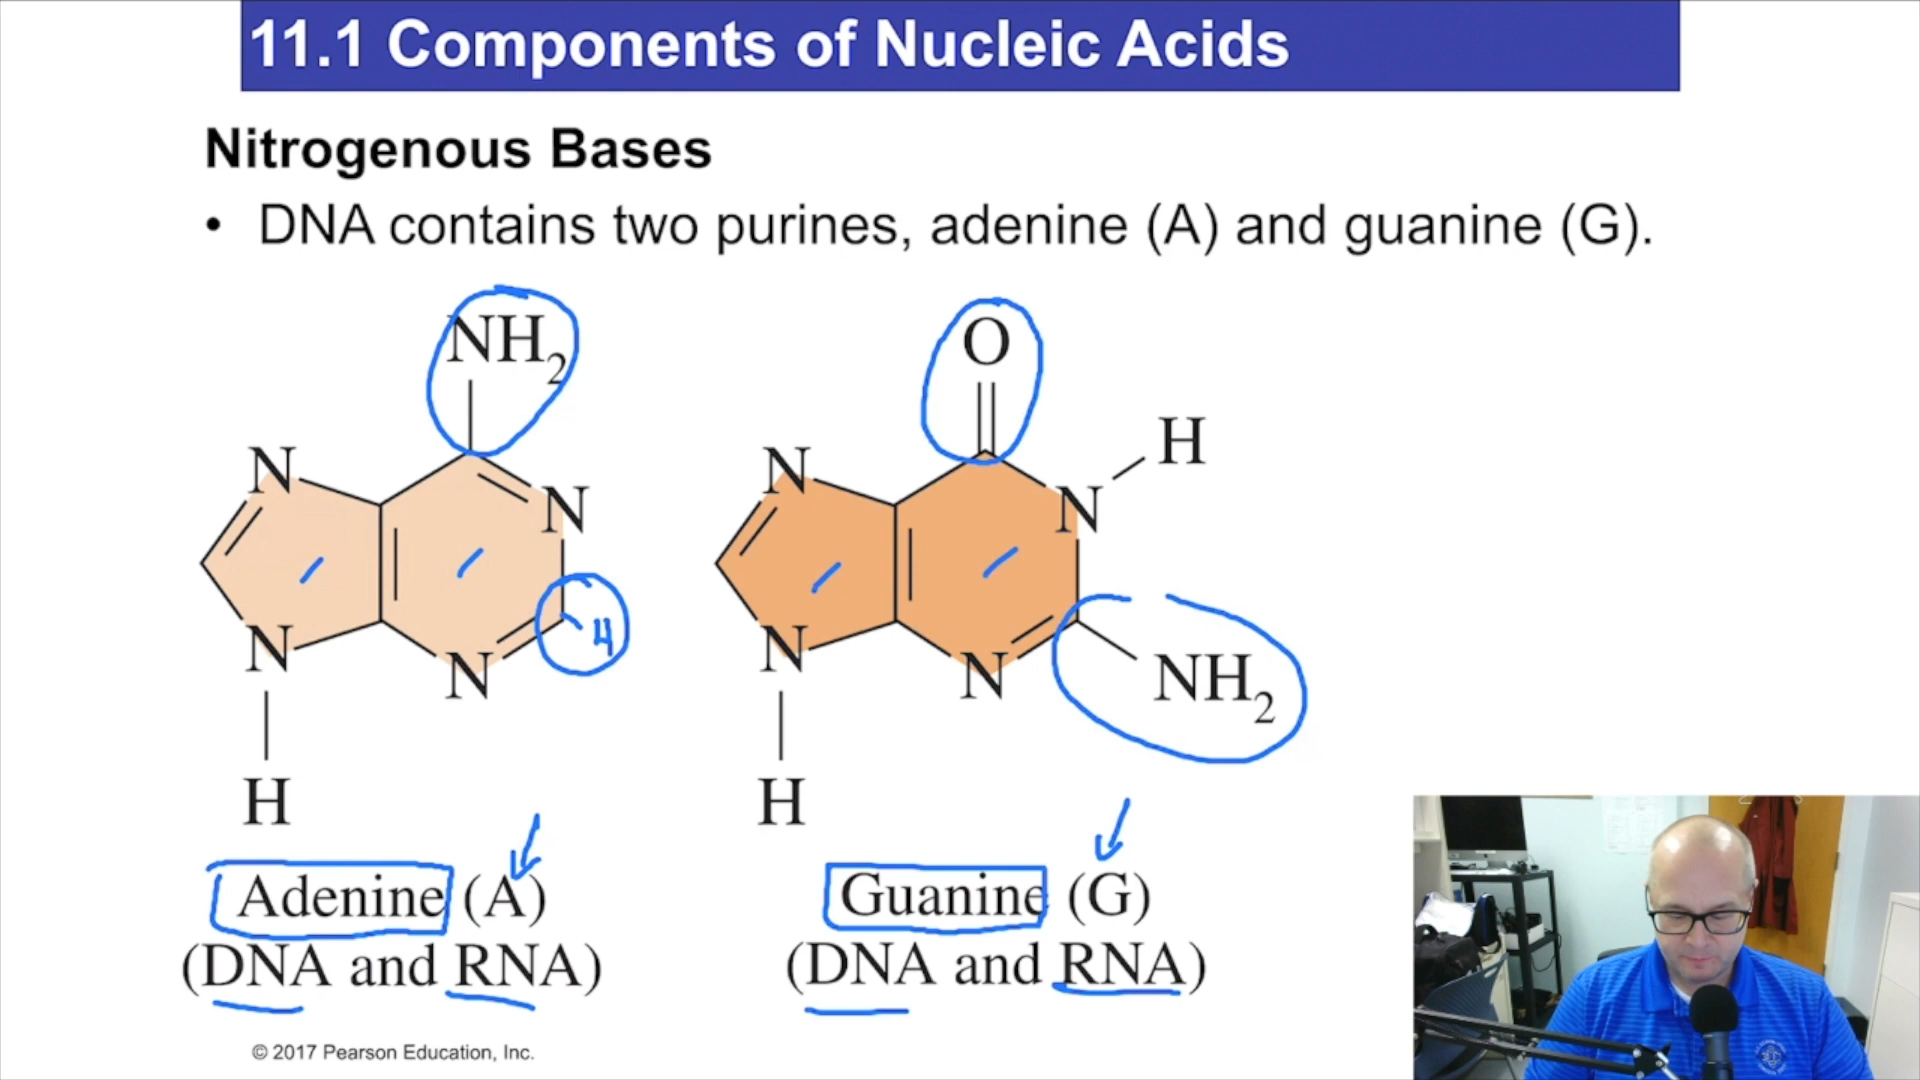 11.1 Components of Nucleic Acids
Nitrogenous Bases
• DNA contains two purines, adenine (A) and guanine (G).
NH2
O
H
N
N
N
N
H
N
N
N
N
NH2
H
H
Adenine (A)
Guanine (G)
(DNA and RNA)
(DNA and RNA)
© 2017 Pearson Education, Inc.